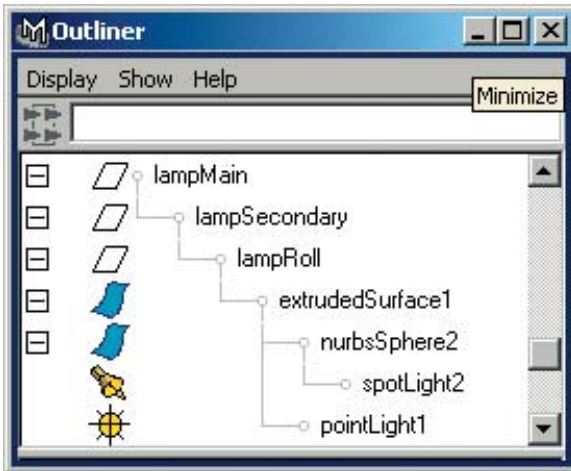 Outliner
Display Show Help
Minimize
lampMain
lampSecondary
lampRoll
extrudedSurface1
nurbsSphere2
spotLight2
pointLight1